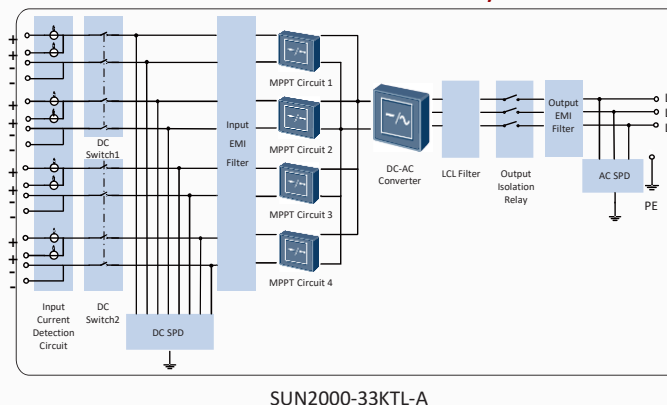 +
+
-
-
+
+
-
-
+
+
-
-
+
+
-
-
Input
Current
Detection
Circuit
DC
Switch1
DC
Switch2
DC SPD
Input
EMI
Filter
MPPT Circuit 1
MPPT Circuit 2
MPPT Circuit 3
MPPT Circuit 4
DC-AC
Converter
LCL Filter
Output
Isolation
Relay
Output
EMI
Filter
AC SPD
L
L
L
PE
SUN2000-33KTL-A